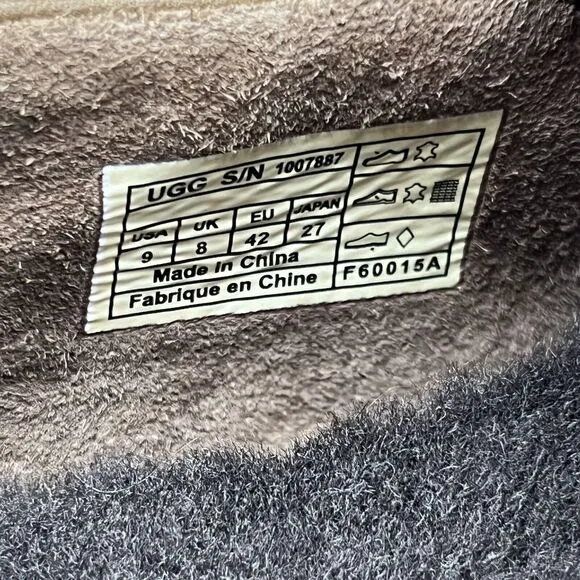 UGG S/N 1007887
USA UK EU JAPAN
9 8 42 27
Made in China
Fabrique en Chine F60015A